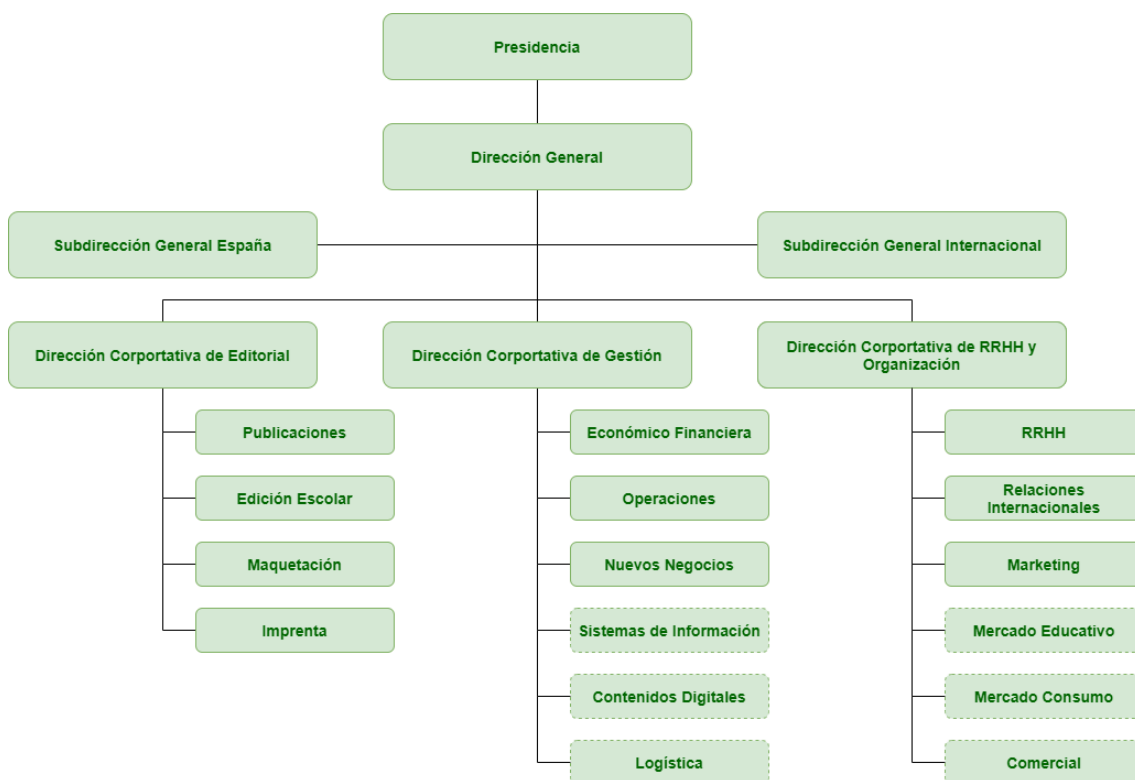 Presidencia
Dirección General
Subdirección General España
Subdirección General Internacional
Dirección Corportativa de Editorial
Dirección Corportativa de Gestión
Dirección Corportativa de RRHH y
Organización
Publicaciones
Edición Escolar
Maquetación
Imprenta
Económico Financiera
Operaciones
Nuevos Negocios
Sistemas de Información
Contenidos Digitales
Logística
RRHH
Relaciones
Internacionales
Marketing
Mercado Educativo
Mercado Consumo
Comercial